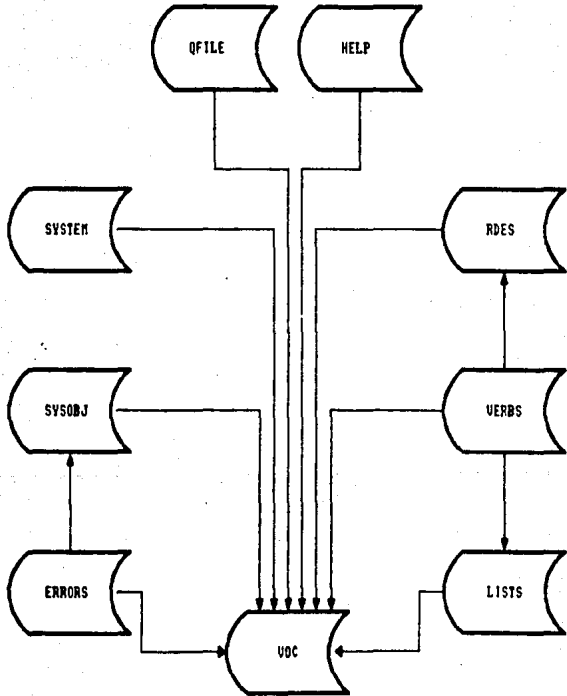 QFILE
HELP
SYSTEM
RDES
SYSOBJ
VERBS
ERRORS
LISTS
VOC